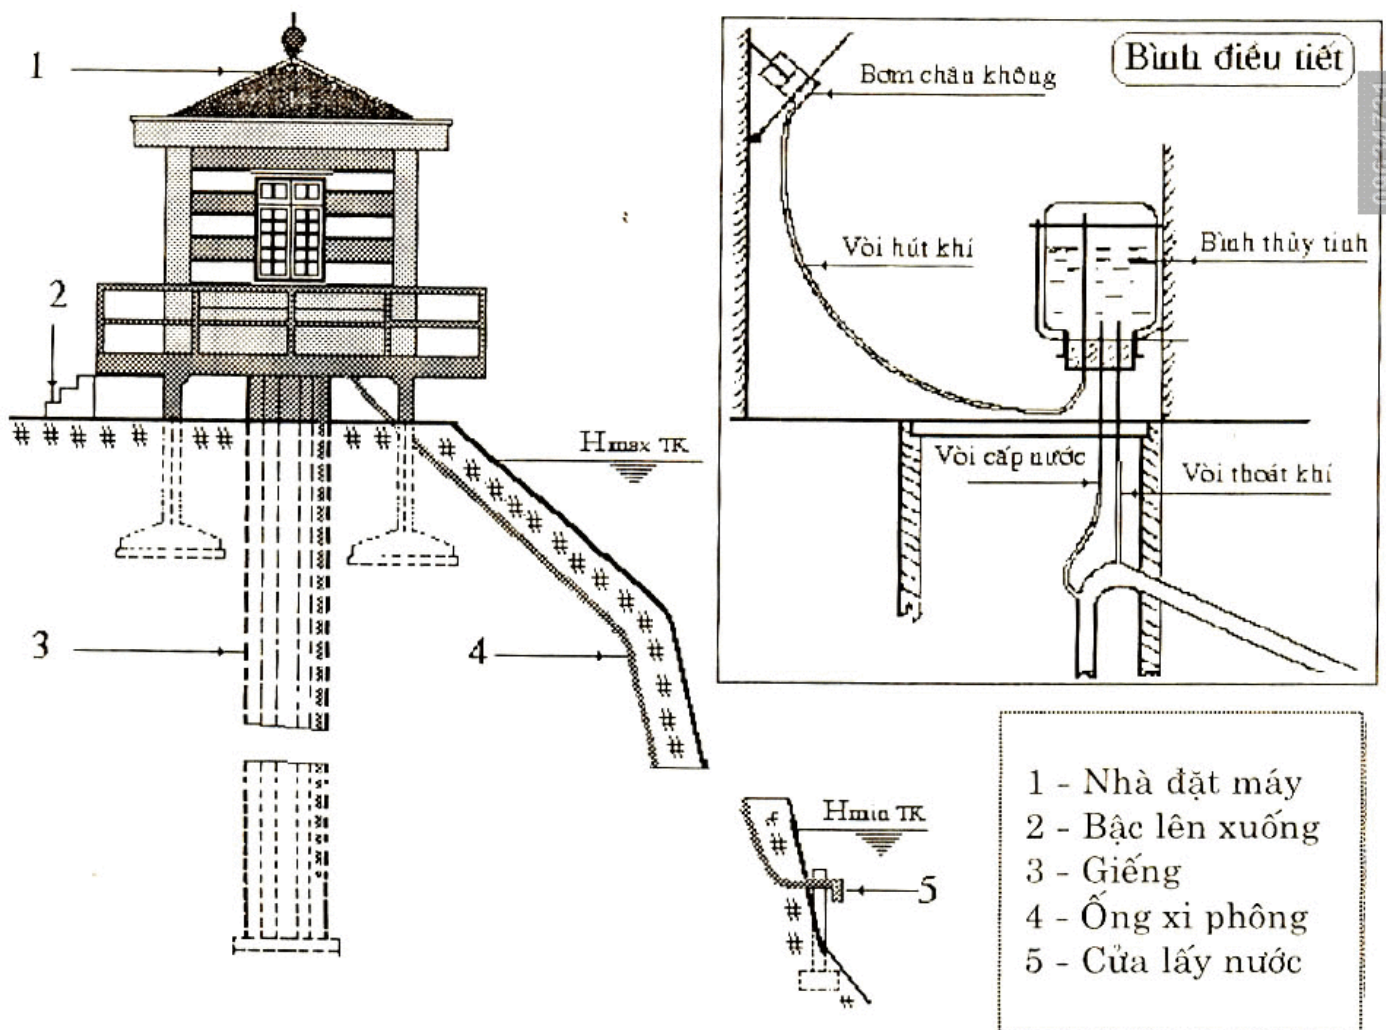 1
2
3
4
5
Hmax TK
Hmin TK
Bình điều tiết
Bơm chân không
Vòi hút khí
Bình thủy tinh
Vòi cấp nước
Vòi thoát khí
1 - Nhà đặt máy
2 - Bậc lên xuống
3 - Giếng
4 - Ống xi phông
5 - Cửa lấy nước